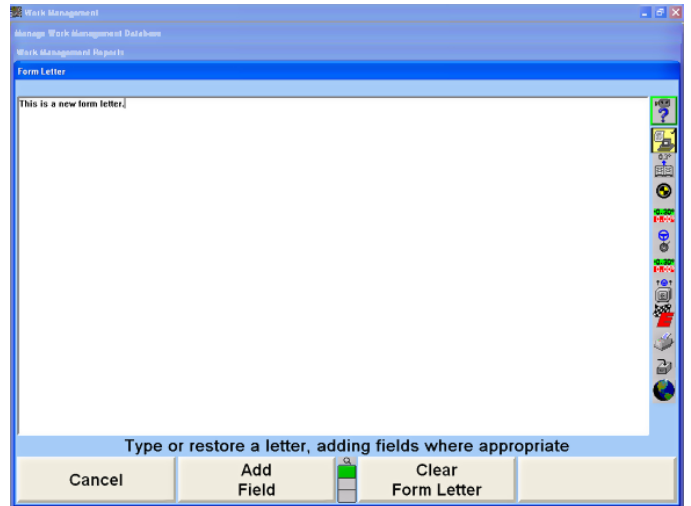 Work Management
Manage Work Management Database
Work Management Reports
Form Letter
This is a new form letter.
Type or restore a letter, adding fields where appropriate
Cancel
Add
Field
Clear
Form Letter